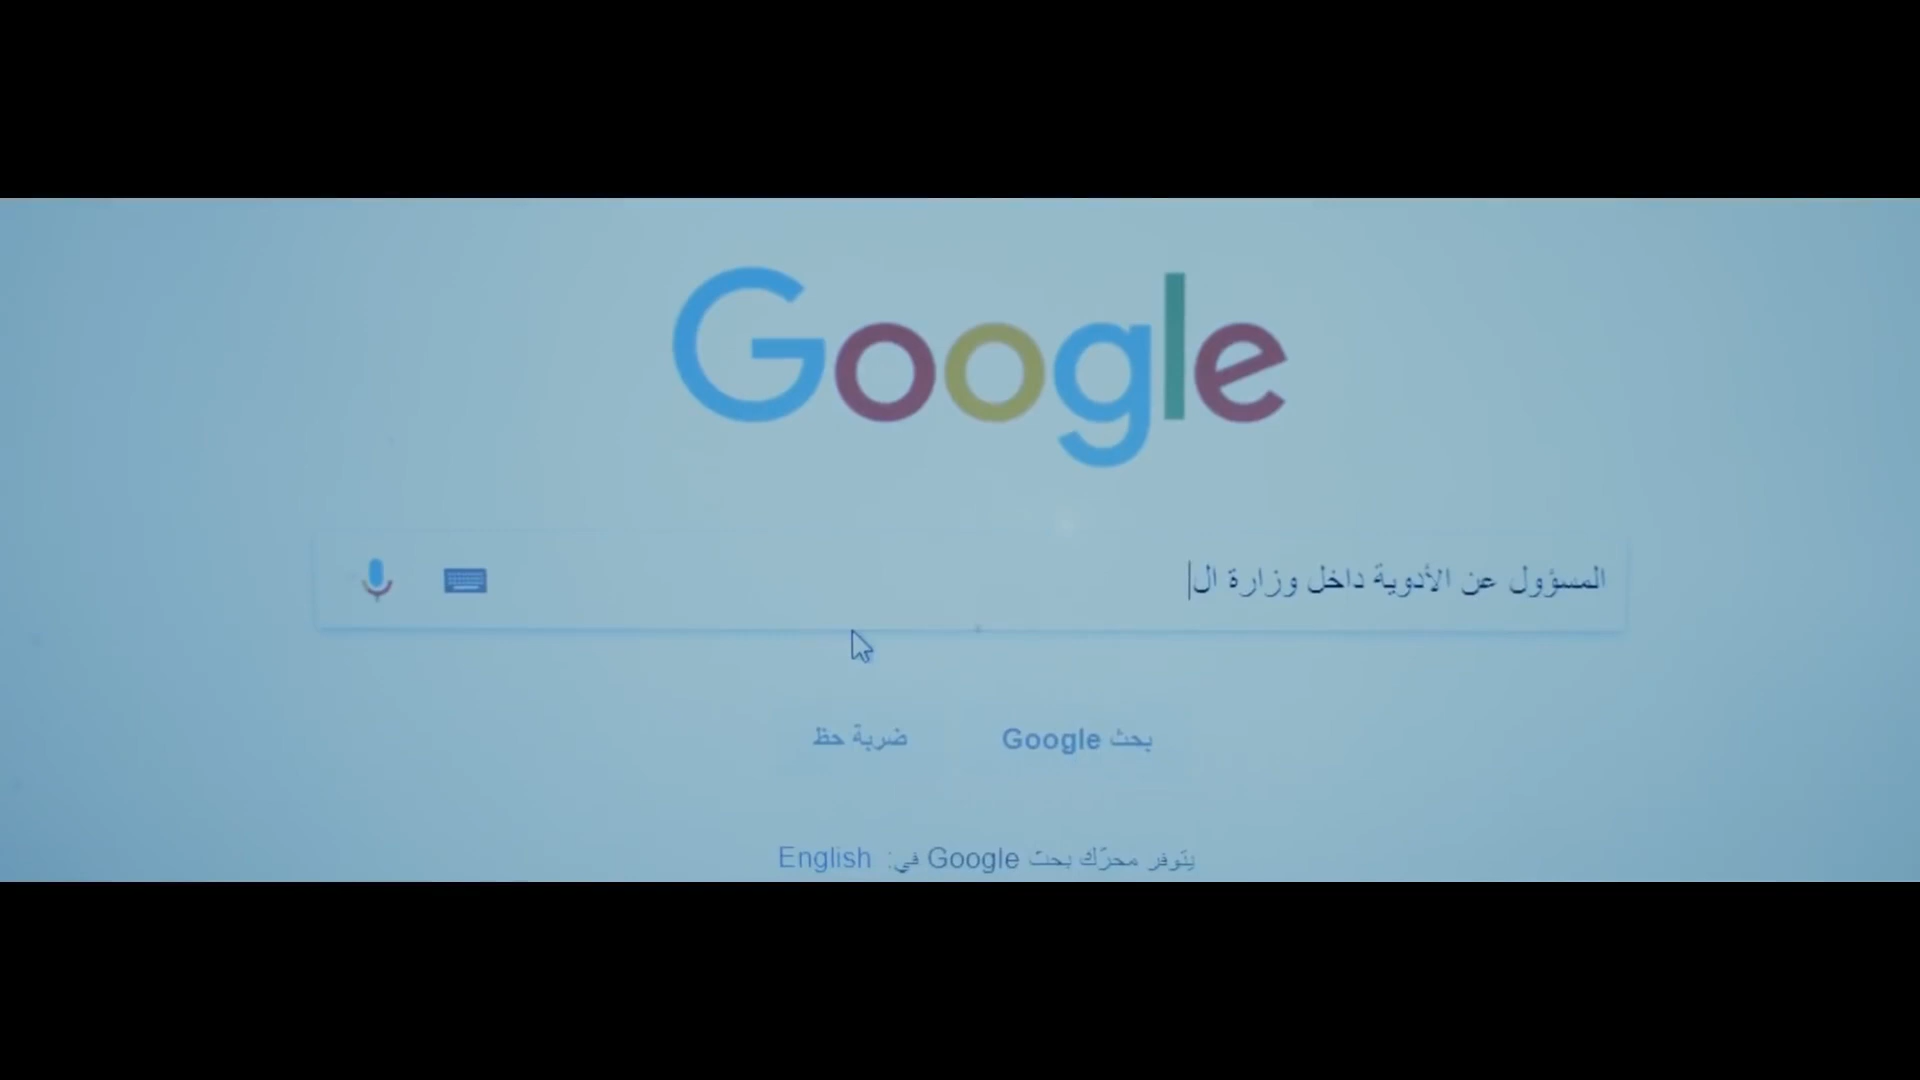 Google
المسؤول عن الأدوية داخل وزارة ال
بحث Google
ضربة حظ
يتوفر محرّك بحث Google في: English